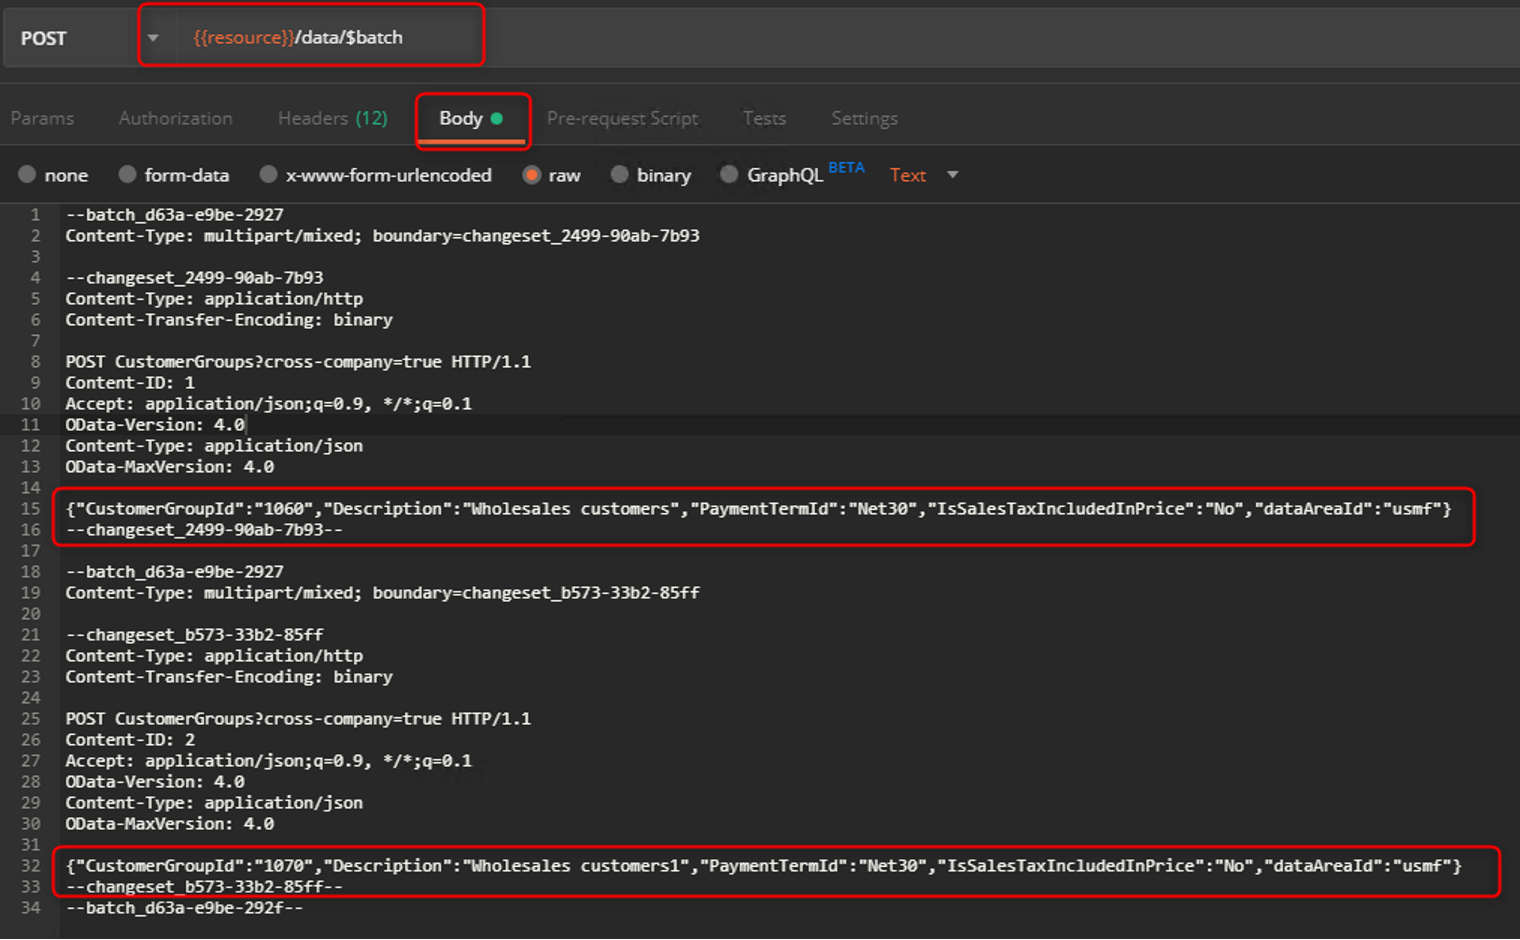 POST {{resource}}/data/$batch
Params Authorization Headers (12) Body Pre-request Script Tests Settings
none form-data x-www-form-urlencoded raw binary GraphQL BETA Text
1 --batch_d63a-e9be-2927
2 Content-Type: multipart/mixed; boundary=changeset_2499-90ab-7b93
3
4 --changeset_2499-90ab-7b93
5 Content-Type: application/http
6 Content-Transfer-Encoding: binary
7
8 POST CustomerGroups?cross-company=true HTTP/1.1
9 Content-ID: 1
10 Accept: application/json;q=0.9, */*;q=0.1
11 OData-Version: 4.0
12 Content-Type: application/json
13 OData-MaxVersion: 4.0
14
15 {"CustomerGroupId":"1060","Description":"Wholesales customers","PaymentTermId":"Net30","IsSalesTaxIncludedInPrice":"No","dataAreaId":"usmf"}
16 --changeset_2499-90ab-7b93--
17
18 --batch_d63a-e9be-2927
19 Content-Type: multipart/mixed; boundary=changeset_b573-33b2-85ff
20
21 --changeset_b573-33b2-85ff
22 Content-Type: application/http
23 Content-Transfer-Encoding: binary
24
25 POST CustomerGroups?cross-company=true HTTP/1.1
26 Content-ID: 2
27 Accept: application/json;q=0.9, */*;q=0.1
28 OData-Version: 4.0
29 Content-Type: application/json
30 OData-MaxVersion: 4.0
31
32 {"CustomerGroupId":"1070","Description":"Wholesales customers1","PaymentTermId":"Net30","IsSalesTaxIncludedInPrice":"No","dataAreaId":"usmf"}
33 --changeset_b573-33b2-85ff--
34 --batch_d63a-e9be-292f--